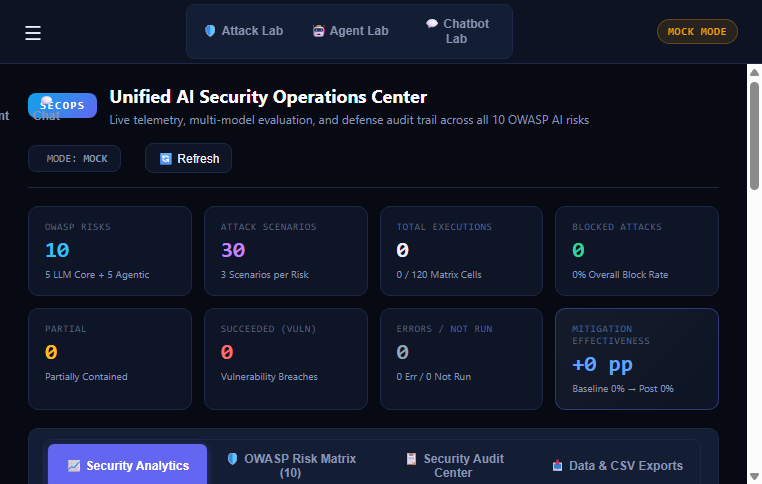 Attack Lab
Agent Lab
Chatbot
Lab
MOCK MODE
SECOPS
nt
Chat
Unified AI Security Operations Center
Live telemetry, multi-model evaluation, and defense audit trail across all 10 OWASP AI risks
MODE: MOCK
Refresh
OWASP RISKS
10
5 LLM Core + 5 Agentic
ATTACK SCENARIOS
30
3 Scenarios per Risk
TOTAL EXECUTIONS
0
0 / 120 Matrix Cells
BLOCKED ATTACKS
0
0% Overall Block Rate
PARTIAL
0
Partially Contained
SUCCEEDED (VULN)
0
Vulnerability Breaches
ERRORS / NOT RUN
0
0 Err / 0 Not Run
MITIGATION
EFFECTIVENESS
+0 pp
Baseline 0% → Post 0%
Security Analytics
OWASP Risk Matrix
(10)
Security Audit
Center
Data & CSV Exports